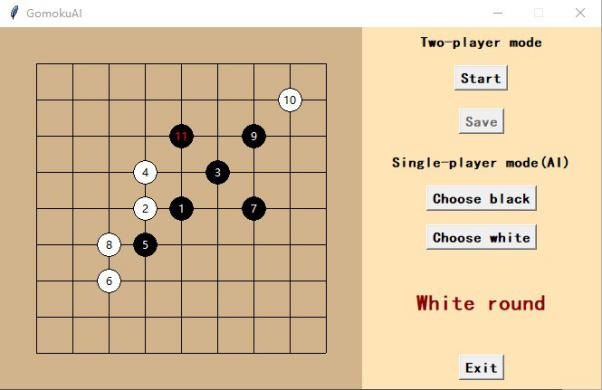 GomokuAI
Two-player mode
Start
Save
Single-player mode(AI)
Choose black
Choose white
White round
Exit
10
11
9
4
3
2
1
7
8
5
6